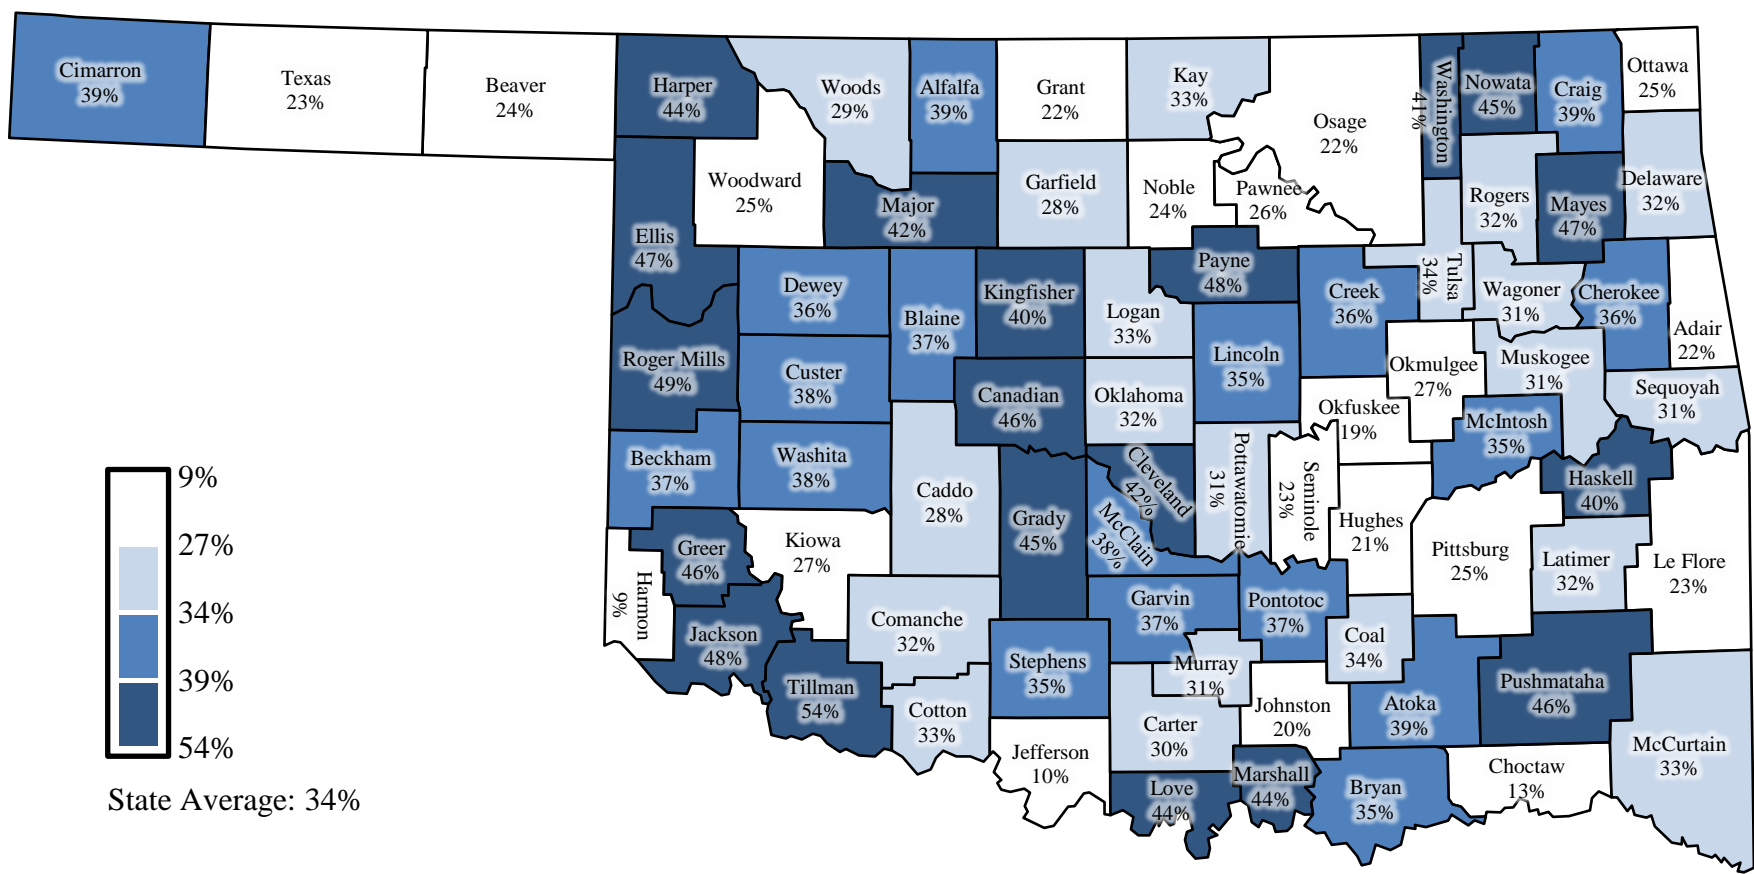 Cimarron
39%
Texas
23%
Beaver
24%
Harper
44%
Woods
29%
Alfalfa
39%
Grant
22%
Kay
33%
Osage
22%
Washington
41%
Nowata
45%
Craig
39%
Ottawa
25%
Woodward
25%
Major
42%
Garfield
28%
Noble
24%
Pawnee
26%
Rogers
32%
Mayes
47%
Delaware
32%
Ellis
47%
Dewey
36%
Blaine
37%
Kingfisher
40%
Logan
33%
Payne
48%
Creek
36%
Tulsa
34%
Wagoner
31%
Cherokee
36%
Adair
22%
Roger Mills
49%
Custer
38%
Canadian
46%
Oklahoma
32%
Lincoln
35%
Okmulgee
27%
Okfuskee
19%
Muskogee
31%
Sequoyah
31%
McIntosh
35%
Beckham
37%
Washita
38%
Caddo
28%
Grady
45%
Cleveland
42%
McClain
38%
Pottawatomie
31%
Seminole
23%
Hughes
21%
Pittsburg
25%
Haskell
40%
Latimer
32%
Le Flore
23%
Greer
46%
Kiowa
27%
Harmon
9%
Jackson
48%
Tillman
54%
Comanche
32%
Cotton
33%
Stephens
35%
Garvin
37%
Pontotoc
37%
Coal
34%
Murray
31%
Johnston
20%
Atoka
39%
Pushmataha
46%
McCurtain
33%
Carter
30%
Jefferson
10%
Love
44%
Marshall
44%
Bryan
35%
Choctaw
13%
9%
27%
34%
39%
54%
State Average: 34%